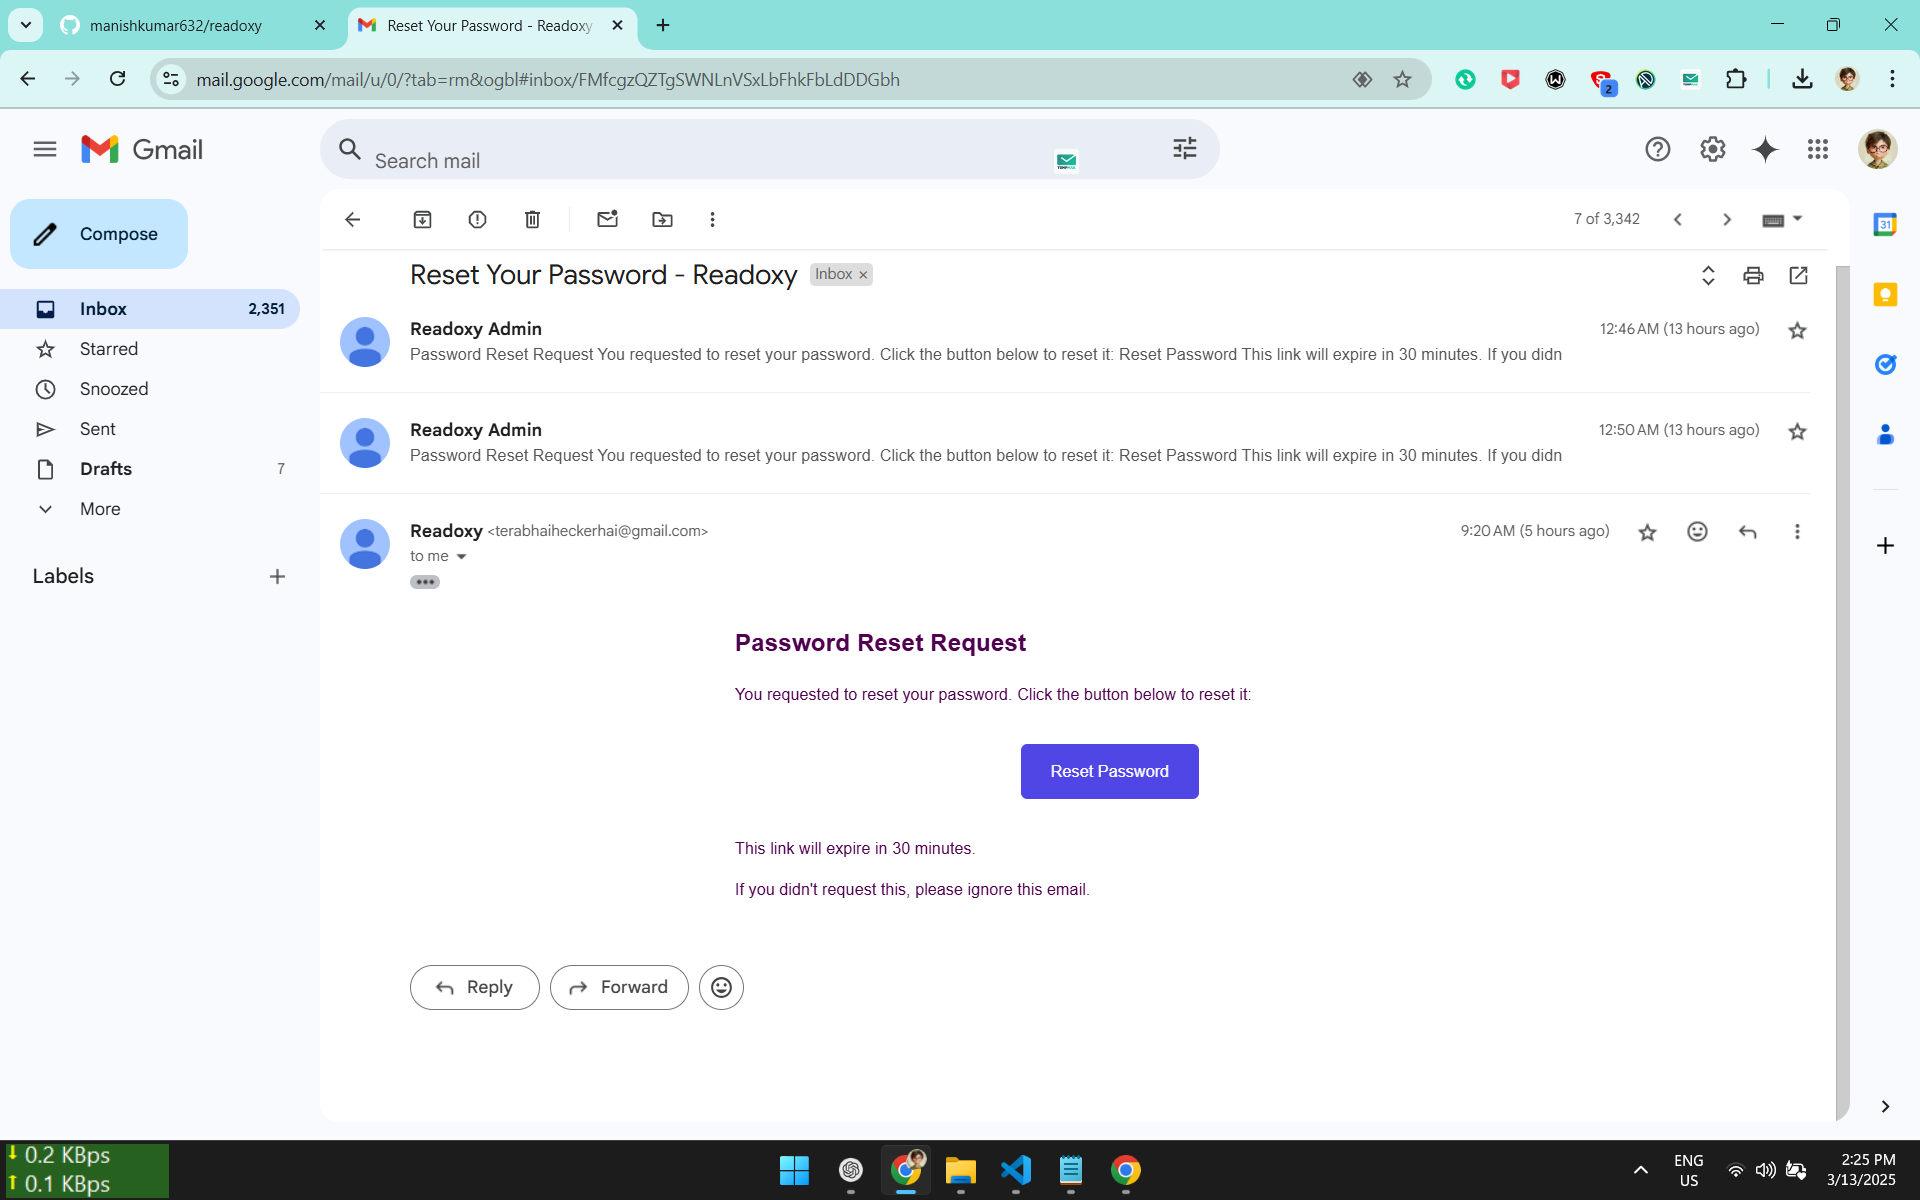 manishkumar632/readoxy
Reset Your Password - Readoxy
mail.google.com/mail/u/0/?tab=rm&ogbl#inbox/FMfcgzQZTgSWNLnVSxLbFhkFbLdDDGbh
2
Gmail
Search mail
Compose
7 of 3,342
31
Reset Your Password - Readoxy
Inbox ×
Inbox 2,351
Starred
Snoozed
Sent
Drafts 7
More
Labels
Readoxy Admin
12:46 AM (13 hours ago)
Password Reset Request You requested to reset your password. Click the button below to reset it: Reset Password This link will expire in 30 minutes. If you didn
Readoxy Admin
12:50 AM (13 hours ago)
Password Reset Request You requested to reset your password. Click the button below to reset it: Reset Password This link will expire in 30 minutes. If you didn
Readoxy <terabhaiheckerhai@gmail.com>
9:20 AM (5 hours ago)
to me
Password Reset Request
You requested to reset your password. Click the button below to reset it:
Reset Password
This link will expire in 30 minutes.
If you didn't request this, please ignore this email.
Reply
Forward
0.2 KBps
0.1 KBps
ENG
US
2:25 PM
3/13/2025